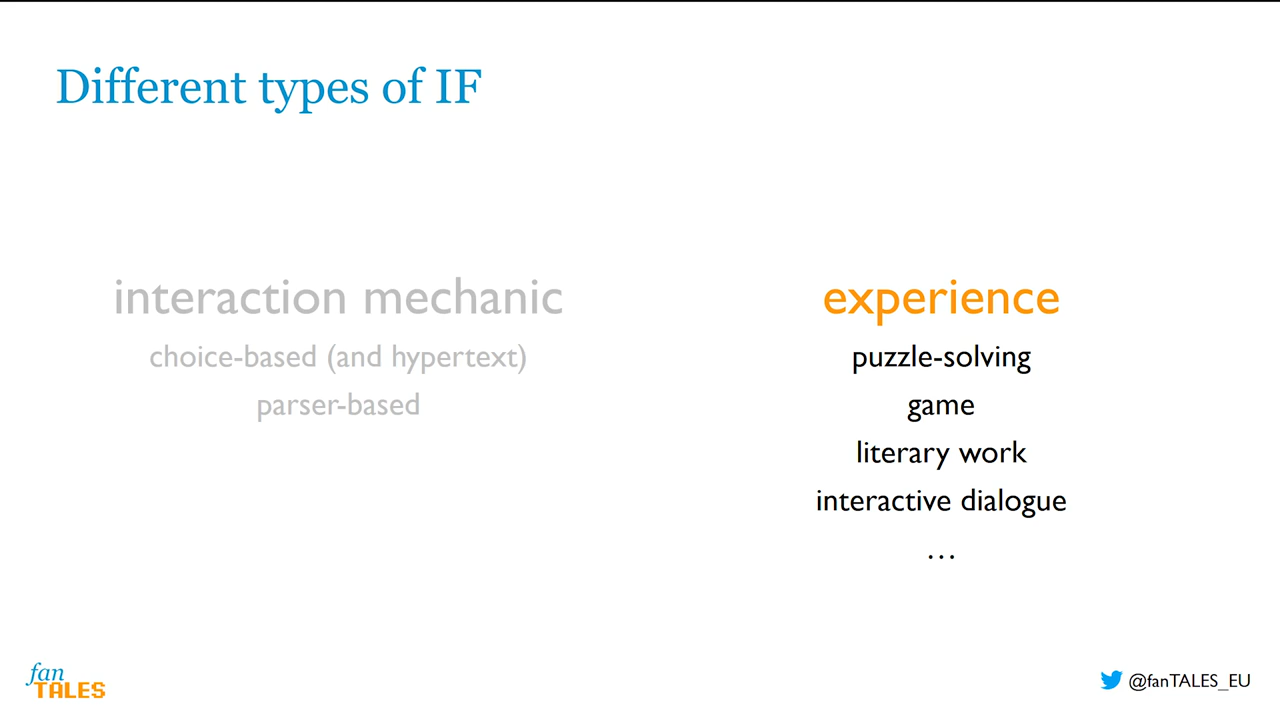 Different types of IF
interaction mechanic
choice-based (and hypertext)
parser-based
experience
puzzle-solving
game
literary work
interactive dialogue
…
fan
TALES
@fanTALES_EU